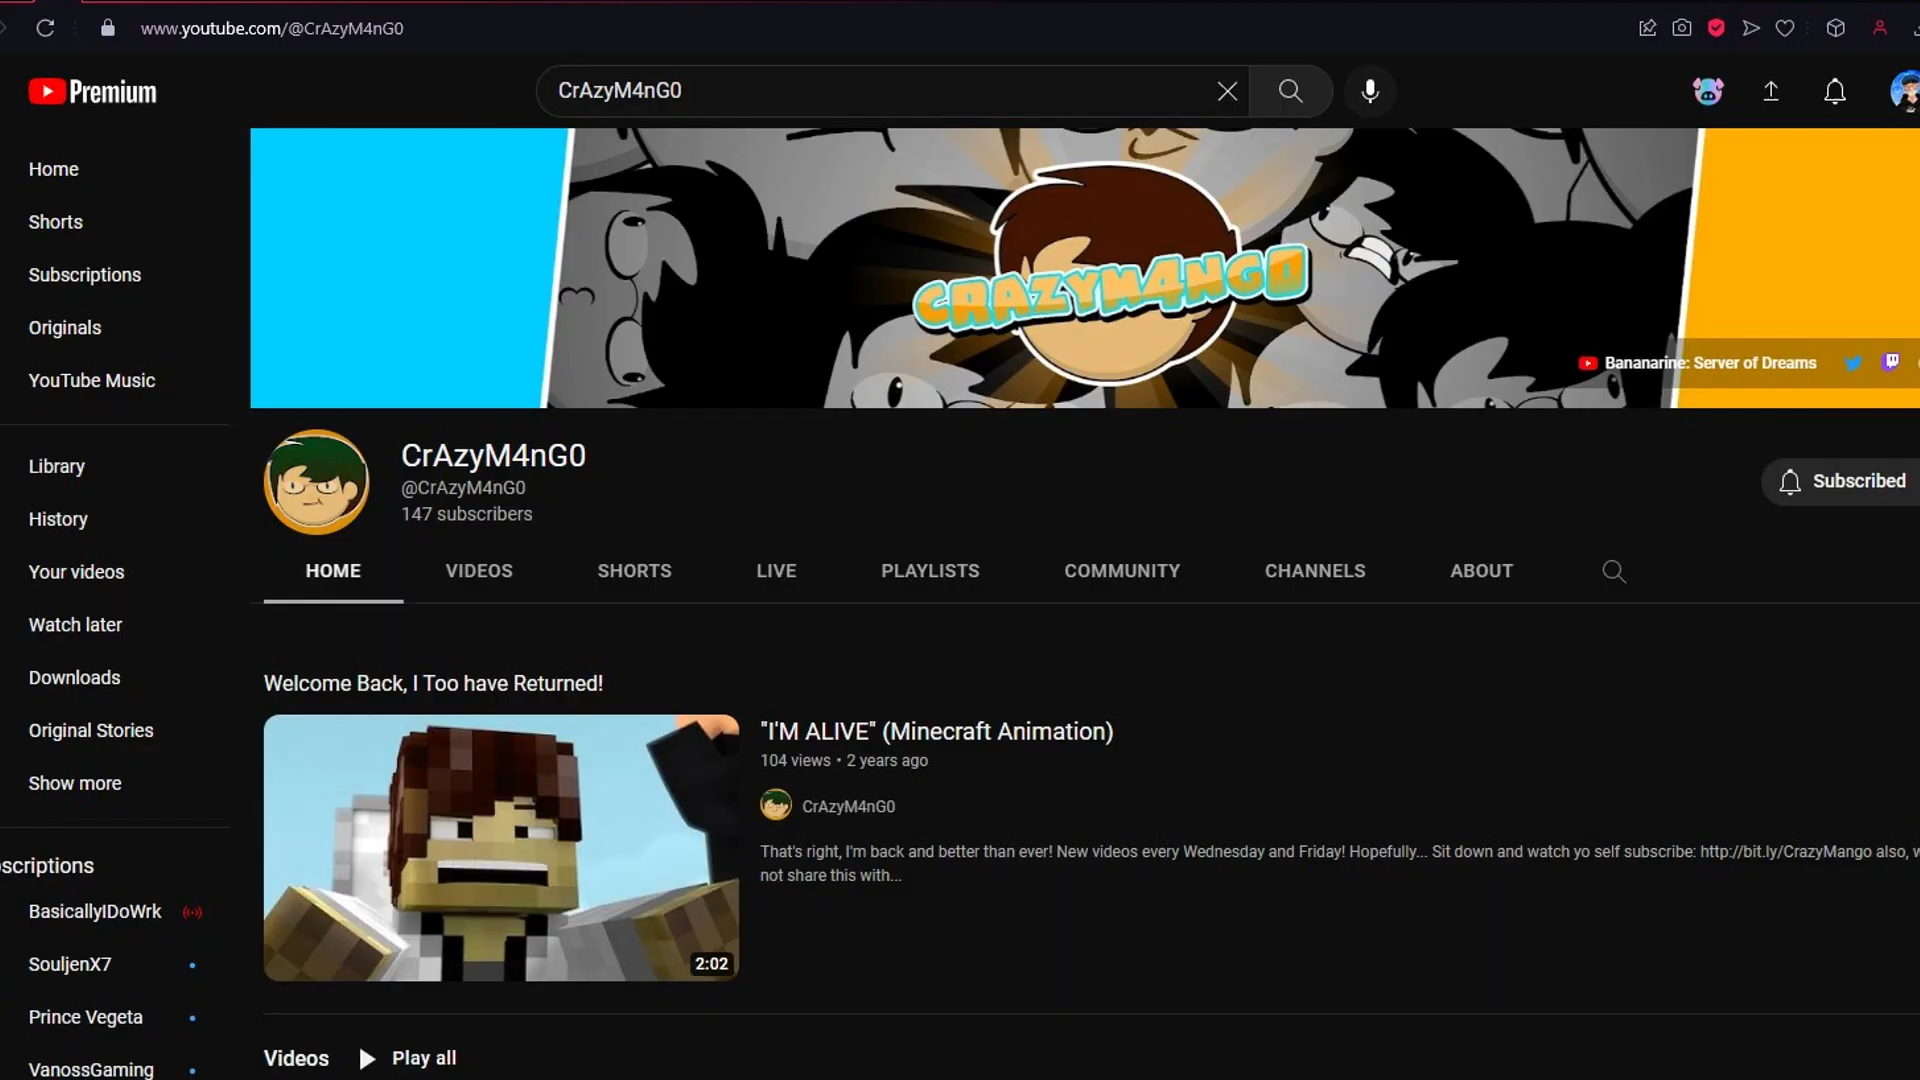 www.youtube.com/@CrAzyM4nG0
Premium
CrAzyM4nG0
Home
Shorts
Subscriptions
Originals
YouTube Music
Library
History
Your videos
Watch later
Downloads
Original Stories
Show more
scriptions
BasicallyIDoWrk
SouljenX7
Prince Vegeta
VanossGaming
CRAZYM4NG0
Bananarine: Server of Dreams
CrAzyM4nG0
@CrAzyM4nG0
147 subscribers
Subscribed
HOME VIDEOS SHORTS LIVE PLAYLISTS COMMUNITY CHANNELS ABOUT
Welcome Back, I Too have Returned!
2:02
"I'M ALIVE" (Minecraft Animation)
104 views • 2 years ago
CrAzyM4nG0
That's right, I'm back and better than ever! New videos every Wednesday and Friday! Hopefully... Sit down and watch yo self subscribe: http://bit.ly/CrazyMango also,
not share this with...
Videos Play all